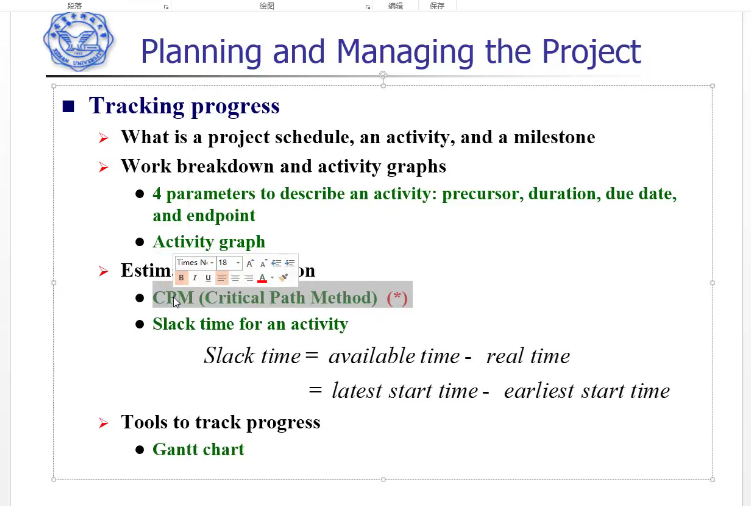 段落
绘图
编辑
保存
Planning and Managing the Project
Tracking progress
What is a project schedule, an activity, and a milestone
Work breakdown and activity graphs
4 parameters to describe an activity: precursor, duration, due date,
and endpoint
Activity graph
Times N 18
B I U A
Estim on
CPM (Critical Path Method) (*)
Slack time for an activity
Slack time = available time - real time
= latest start time - earliest start time
Tools to track progress
Gantt chart